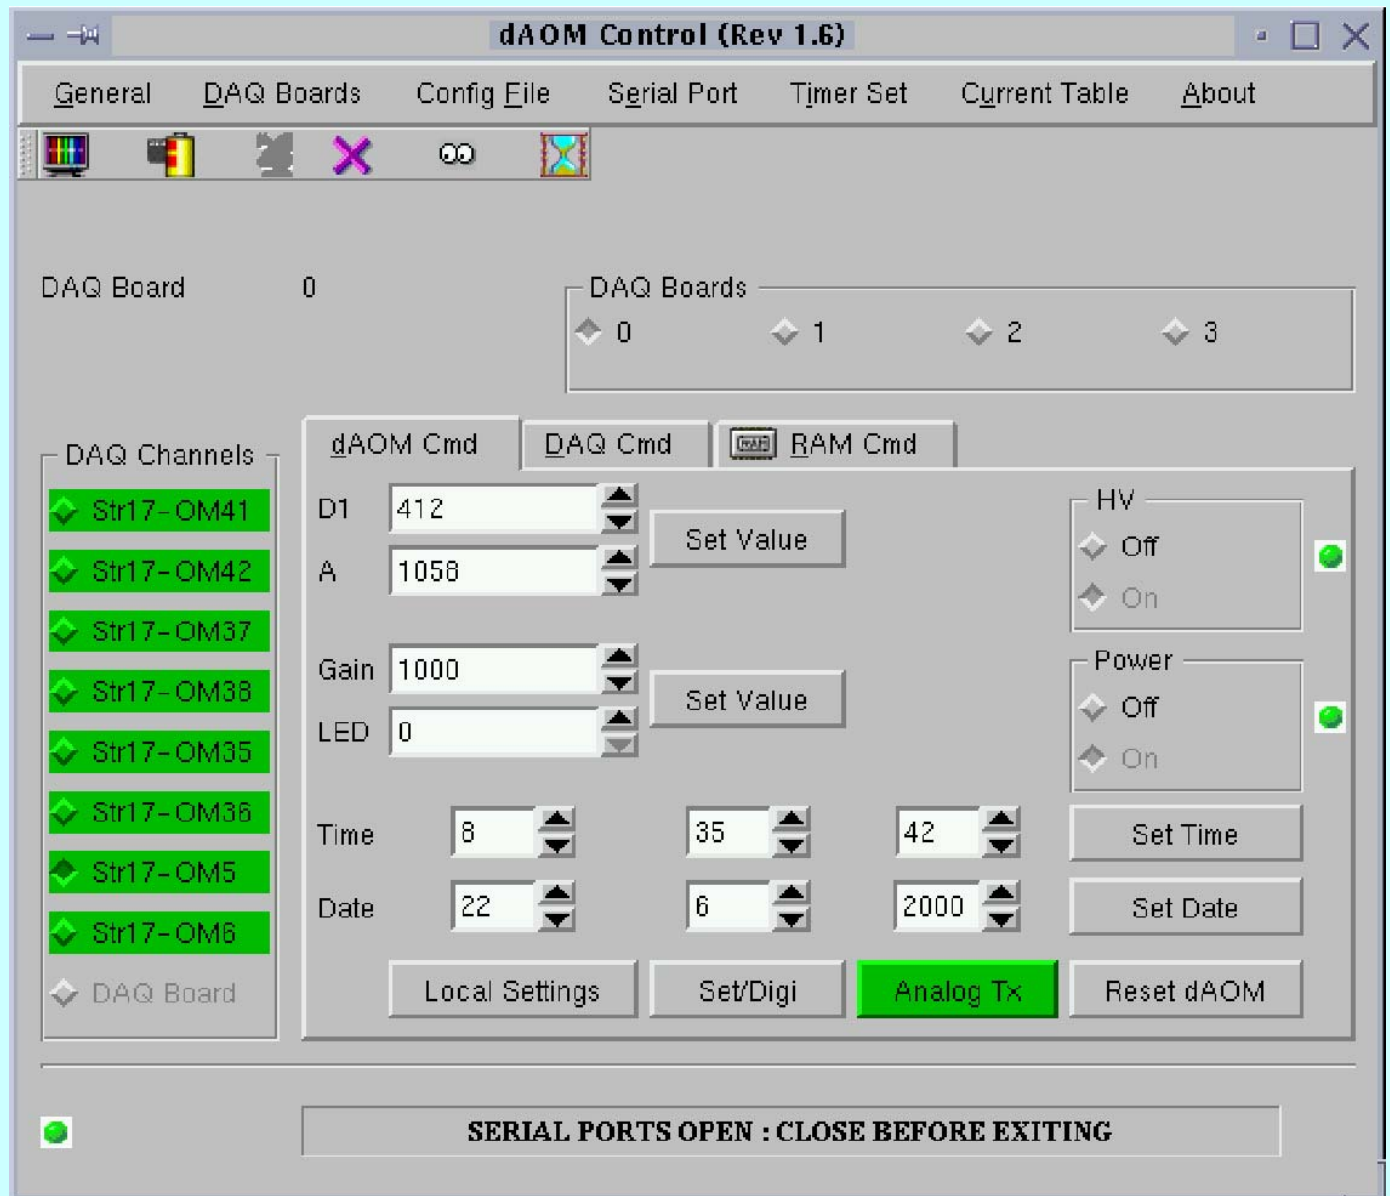 dAOM Control (Rev 1.6)
General DAQ Boards Config File Serial Port Timer Set Current Table About
DAQ Board 0
DAQ Boards
0 1 2 3
DAQ Channels
Str17-OM41
Str17-OM42
Str17-OM37
Str17-OM38
Str17-OM35
Str17-OM36
Str17-OM5
Str17-OM6
DAQ Board
dAOM Cmd DAQ Cmd RAM RAM Cmd
D1 412
A 1058
Set Value
Gain 1000
LED 0
Set Value
HV
Off
On
Power
Off
On
Time 8 35 42 Set Time
Date 22 6 2000 Set Date
Local Settings Set/Digi Analog Tx Reset dAOM
SERIAL PORTS OPEN : CLOSE BEFORE EXITING